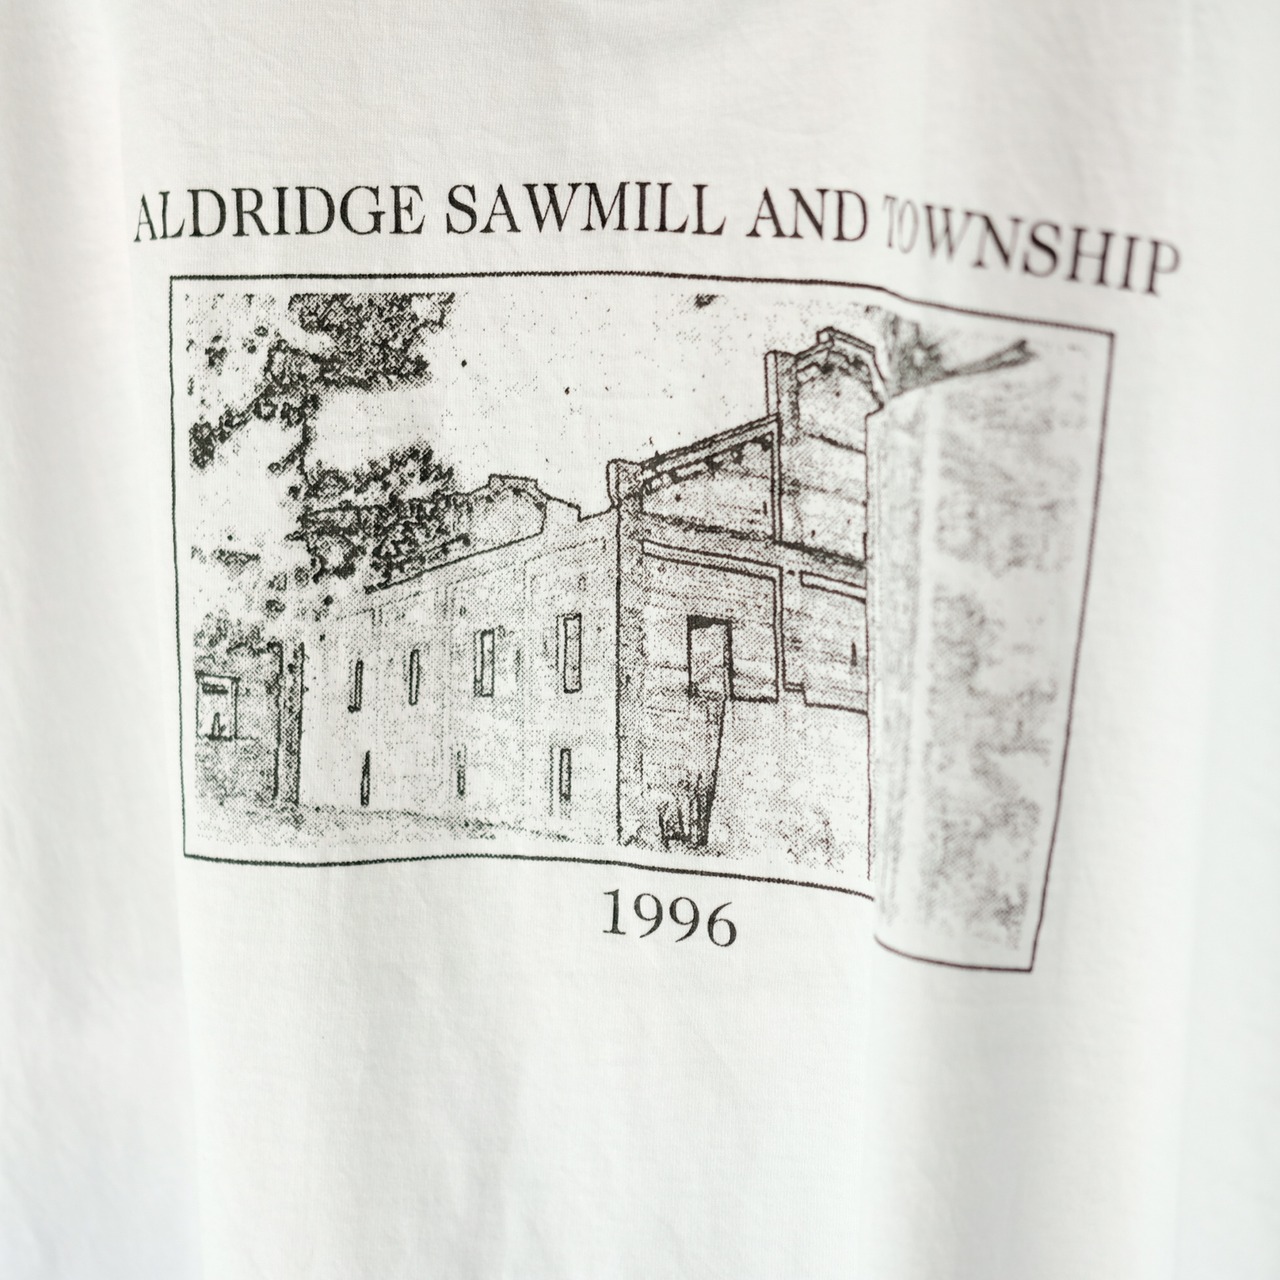 ALDRIDGE SAWMILL AND TOWNSHIP
1996